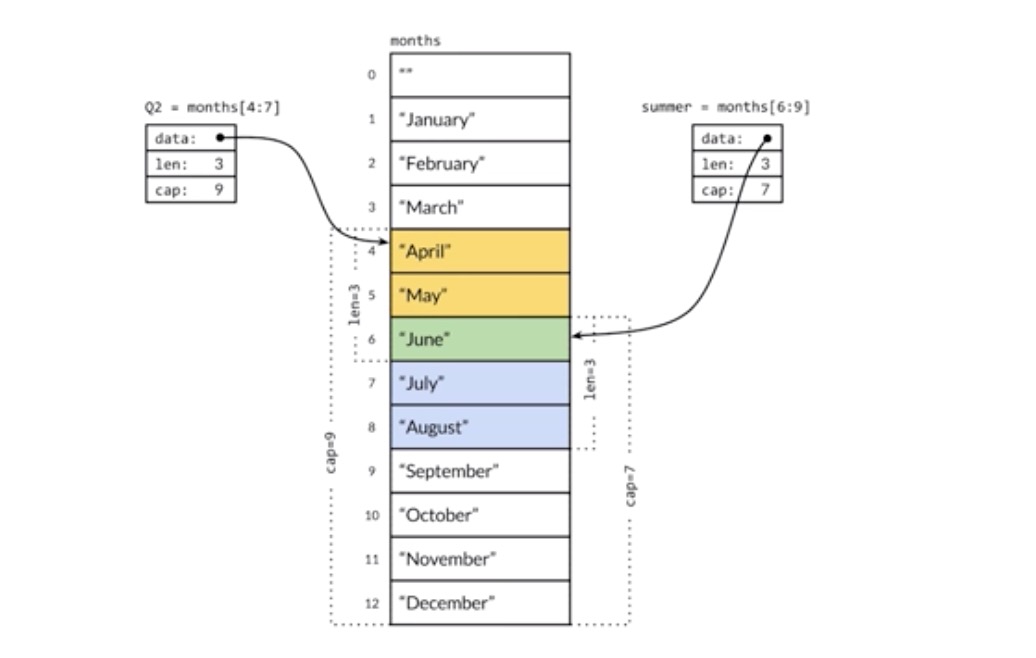 months
0 ""
Q2 = months[4:7]
summer = months[6:9]
1 “January”
data:
data:
len: 3
2 “February”
len: 3
cap: 9
cap: 7
3 “March”
4 “April”
len=3
5 “May”
6 “June”
len=3
7 “July”
8 “August”
cap=9
9 “September”
cap=7
10 “October”
11 “November”
12 “December”